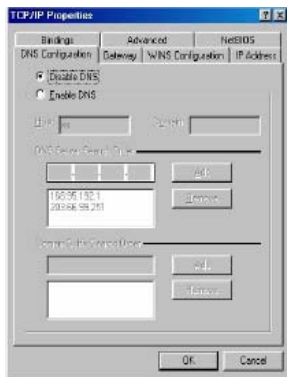 TCP/IP Properties
Bindings
Advanced
NetBIOS
DNS Configuration
Gateway
WINS Configuration
IP Address
Disable DNS
Enable DNS
Host:
Domain:
DNS Server Search Order
Add
Remove
Domain Suffix Search Order
Add
Remove
OK
Cancel